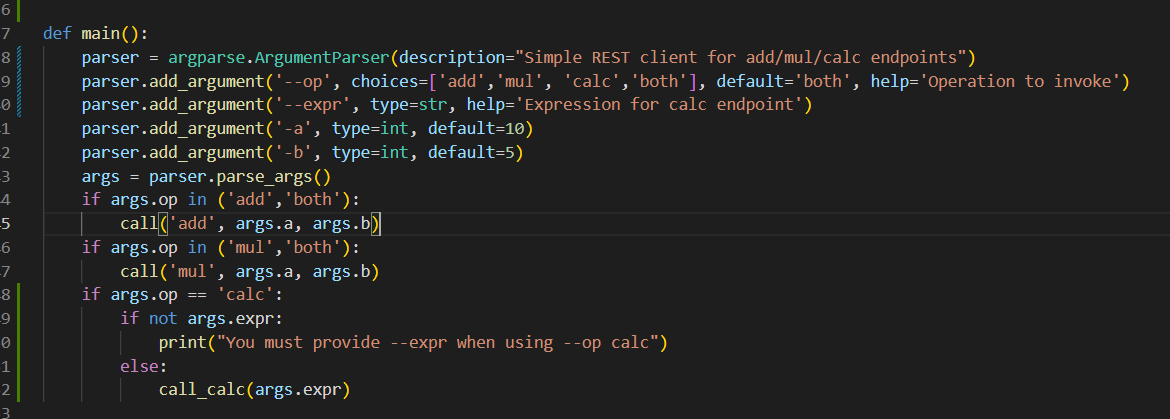 6
7 def main():
8     parser = argparse.ArgumentParser(description="Simple REST client for add/mul/calc endpoints")
9     parser.add_argument('--op', choices=['add','mul', 'calc','both'], default='both', help='Operation to invoke')
0     parser.add_argument('--expr', type=str, help='Expression for calc endpoint')
1     parser.add_argument('-a', type=int, default=10)
2     parser.add_argument('-b', type=int, default=5)
3     args = parser.parse_args()
4     if args.op in ('add','both'):
5         call('add', args.a, args.b)
6     if args.op in ('mul','both'):
7         call('mul', args.a, args.b)
8     if args.op == 'calc':
9         if not args.expr:
0             print("You must provide --expr when using --op calc")
1         else:
2             call_calc(args.expr)
3